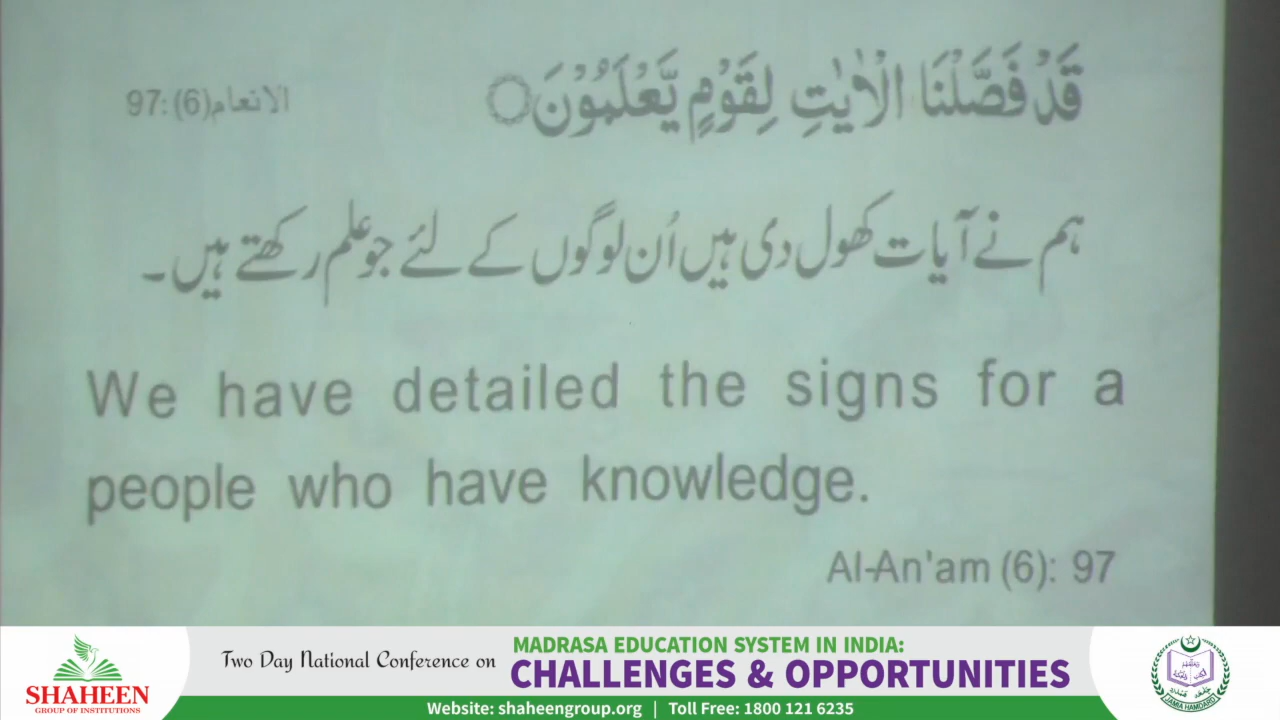 قَدْ فَصَّلْنَا الْاٰيٰتِ لِقَوْمٍ يَّعْلَمُوْنَ
الانعام(6):97
ہم نے آیات کھول دی ہیں اُن لوگوں کے لئے جو علم رکھتے ہیں۔
We have detailed the signs for a
people who have knowledge.
Al-An'am (6): 97
SHAHEEN
GROUP OF INSTITUTIONS
Two Day National Conference on
MADRASA EDUCATION SYSTEM IN INDIA:
CHALLENGES & OPPORTUNITIES
Website: shaheengroup.org | Toll Free: 1800 121 6235
JAMIA HAMDARD